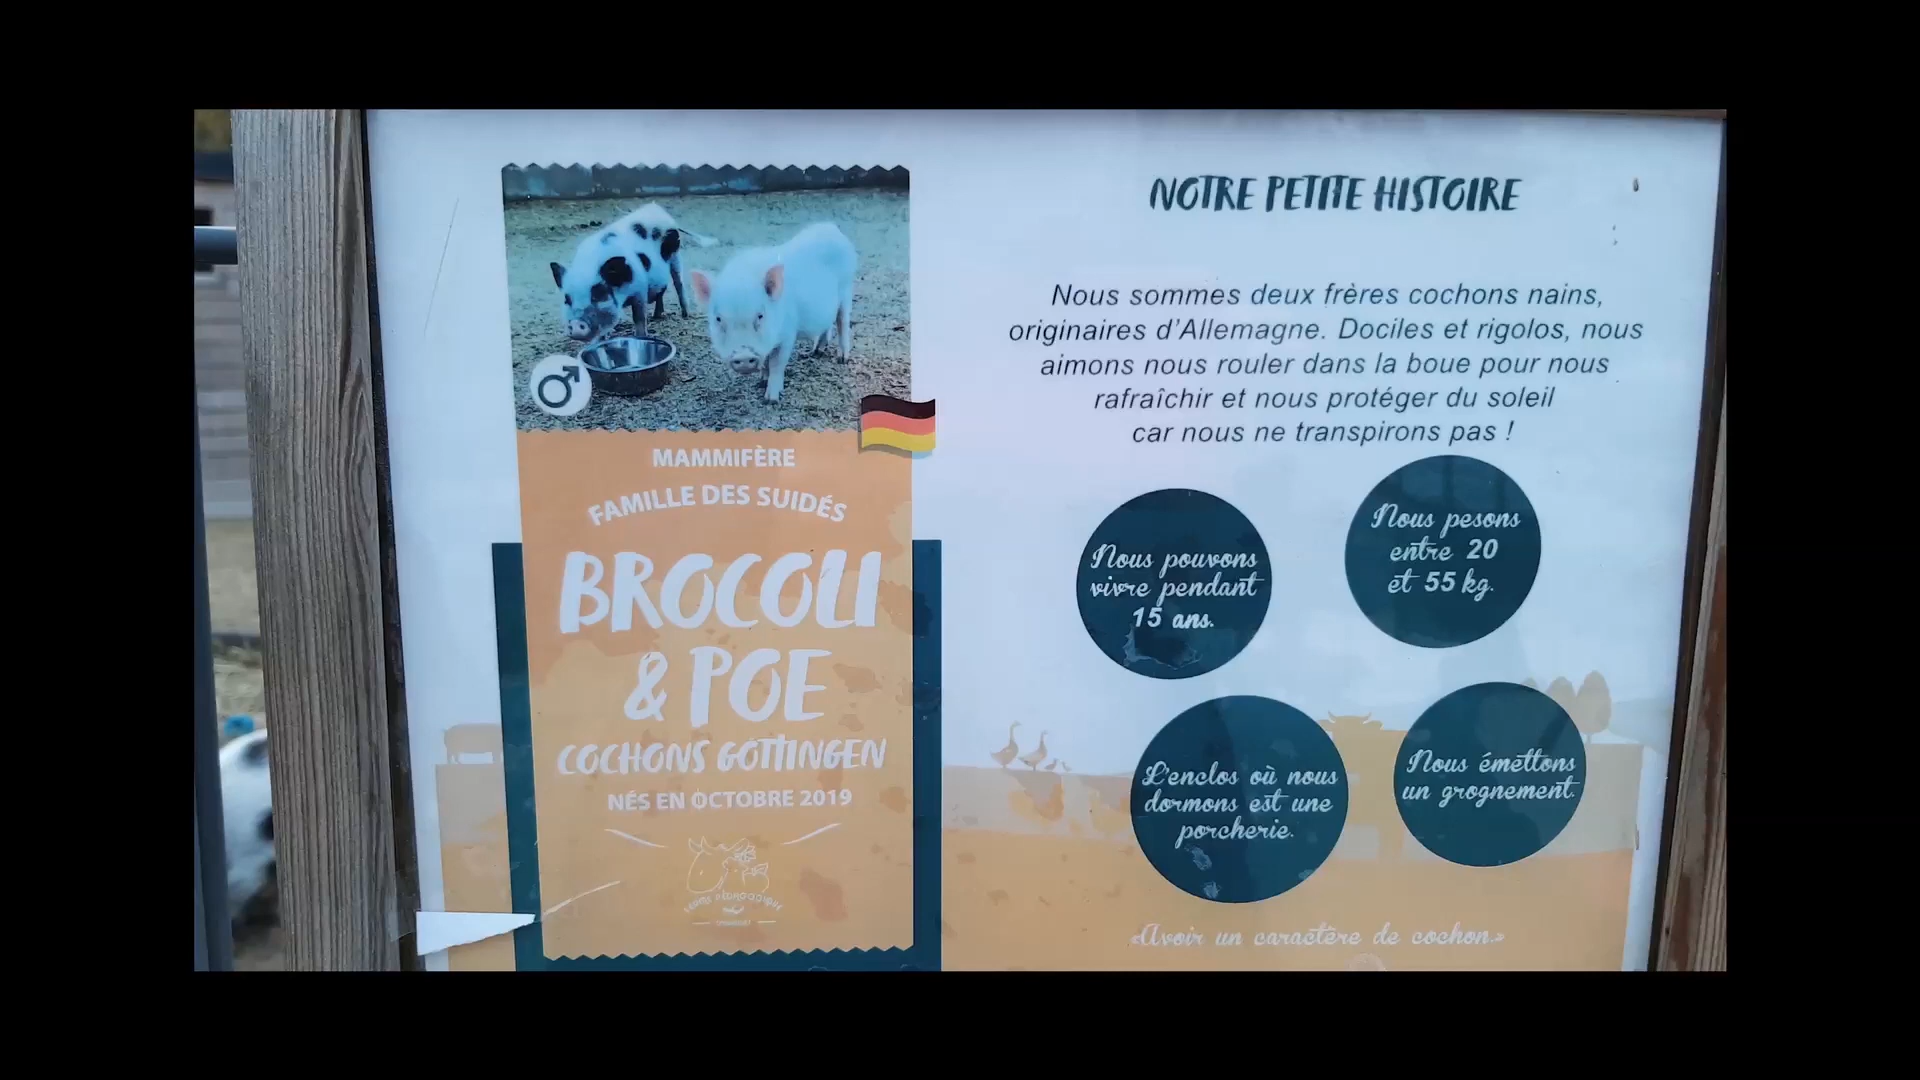 MAMMIFÈRE
FAMILLE DES SUIDÉS
BROCOLI
& POE
COCHONS GOTTINGEN
NÉS EN OCTOBRE 2019
NOTRE PETITE HISTOIRE
Nous sommes deux frères cochons nains,
originaires d'Allemagne. Dociles et rigolos, nous
aimons nous rouler dans la boue pour nous
rafraîchir et nous protéger du soleil
car nous ne transpirons pas !
Nous pouvons
vivre pendant
15 ans.
Nous pesons
entre 20
et 55 kg.
L'enclos où nous
dormons est une
porcherie.
Nous émettons
un grognement.
«Avoir un caractère de cochon.»